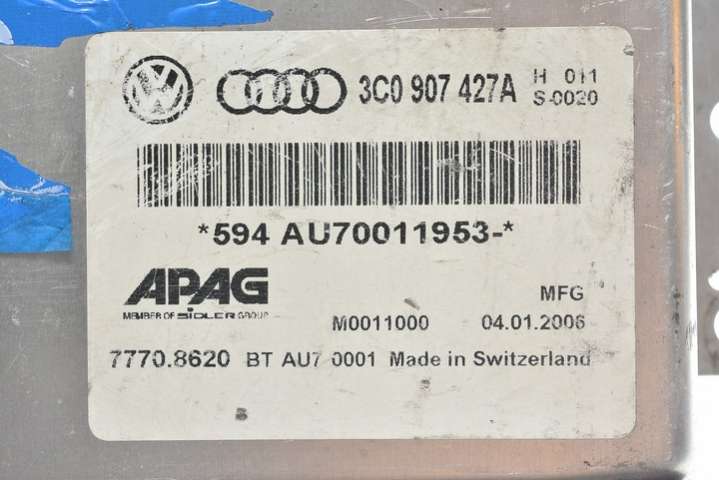 3C0 907 427A H 011
S-0020
*594 AU70011953-*
APAG
MEMBER OF SIDLER GROUP
MFG
M0011000 04.01.2006
7770.8620 BT AU7 0001 Made in Switzerland